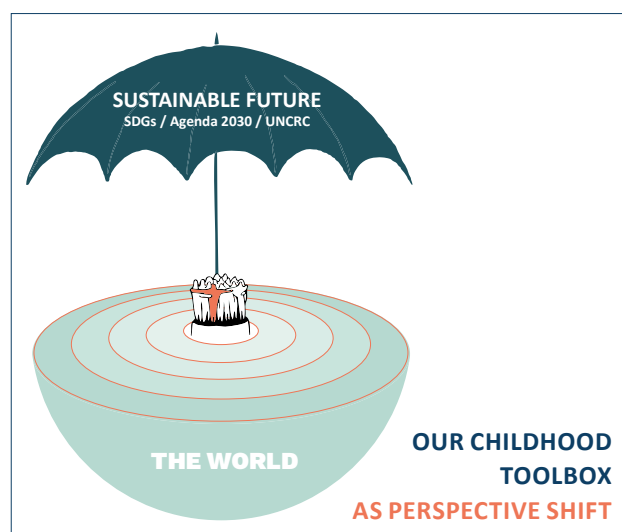 SUSTAINABLE FUTURE
SDGs / Agenda 2030 / UNCRC
THE WORLD
OUR CHILDHOOD
TOOLBOX
AS PERSPECTIVE SHIFT